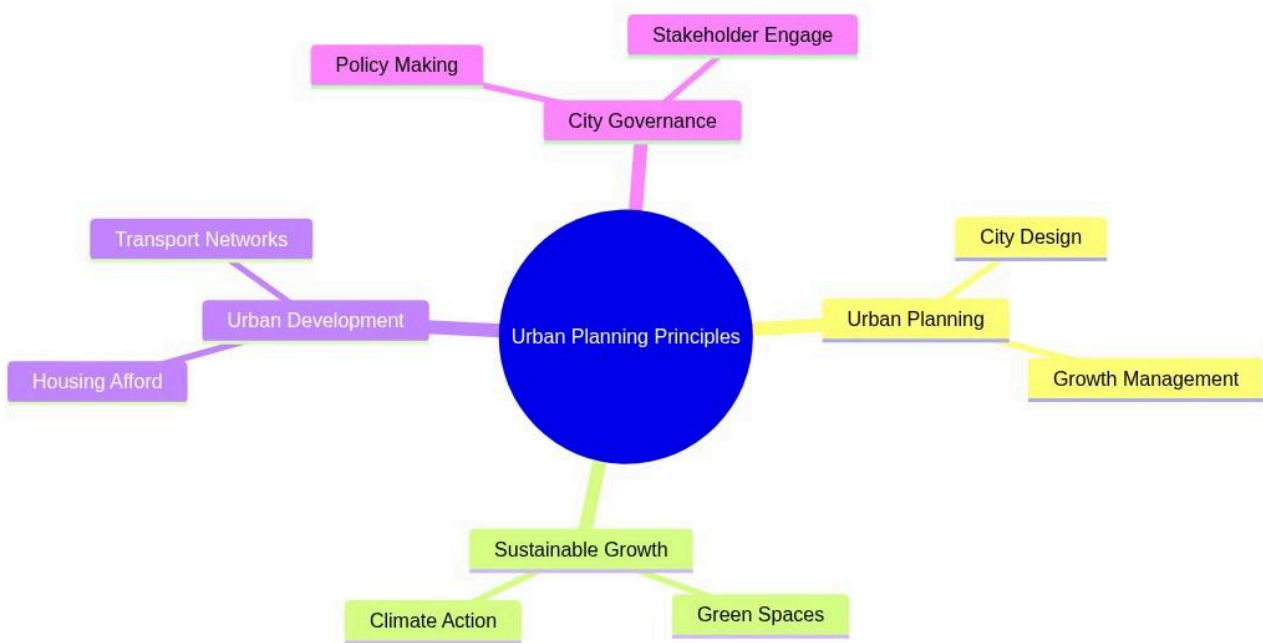 Stakeholder Engage
Policy Making
City Governance
Transport Networks
City Design
Urban Development
Urban Planning Principles
Urban Planning
Housing Afford
Growth Management
Sustainable Growth
Climate Action
Green Spaces